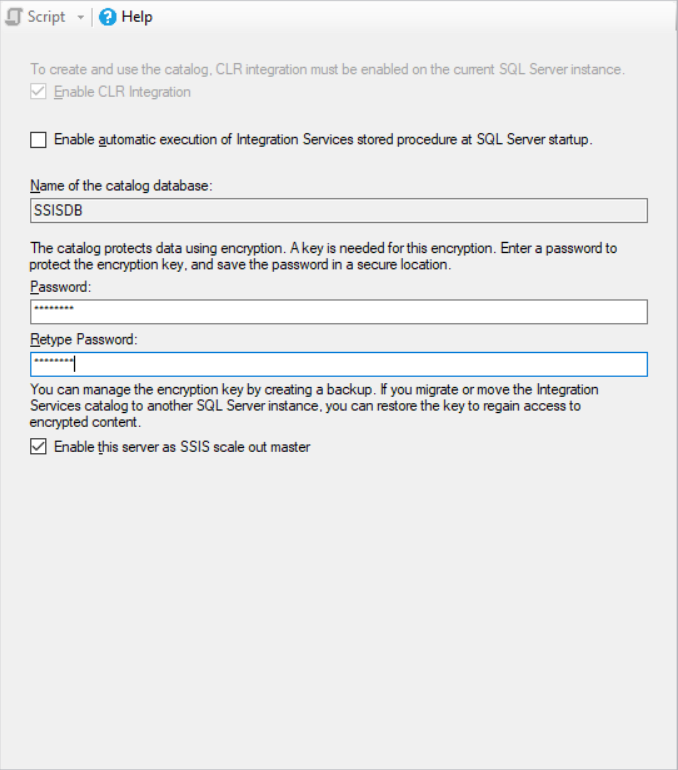 Script Help
To create and use the catalog, CLR integration must be enabled on the current SQL Server instance.
Enable CLR Integration
Enable automatic execution of Integration Services stored procedure at SQL Server startup.
Name of the catalog database:
SSISDB
The catalog protects data using encryption. A key is needed for this encryption. Enter a password to
protect the encryption key, and save the password in a secure location.
Password:
********
Retype Password:
********
You can manage the encryption key by creating a backup. If you migrate or move the Integration
Services catalog to another SQL Server instance, you can restore the key to regain access to
encrypted content.
Enable this server as SSIS scale out master